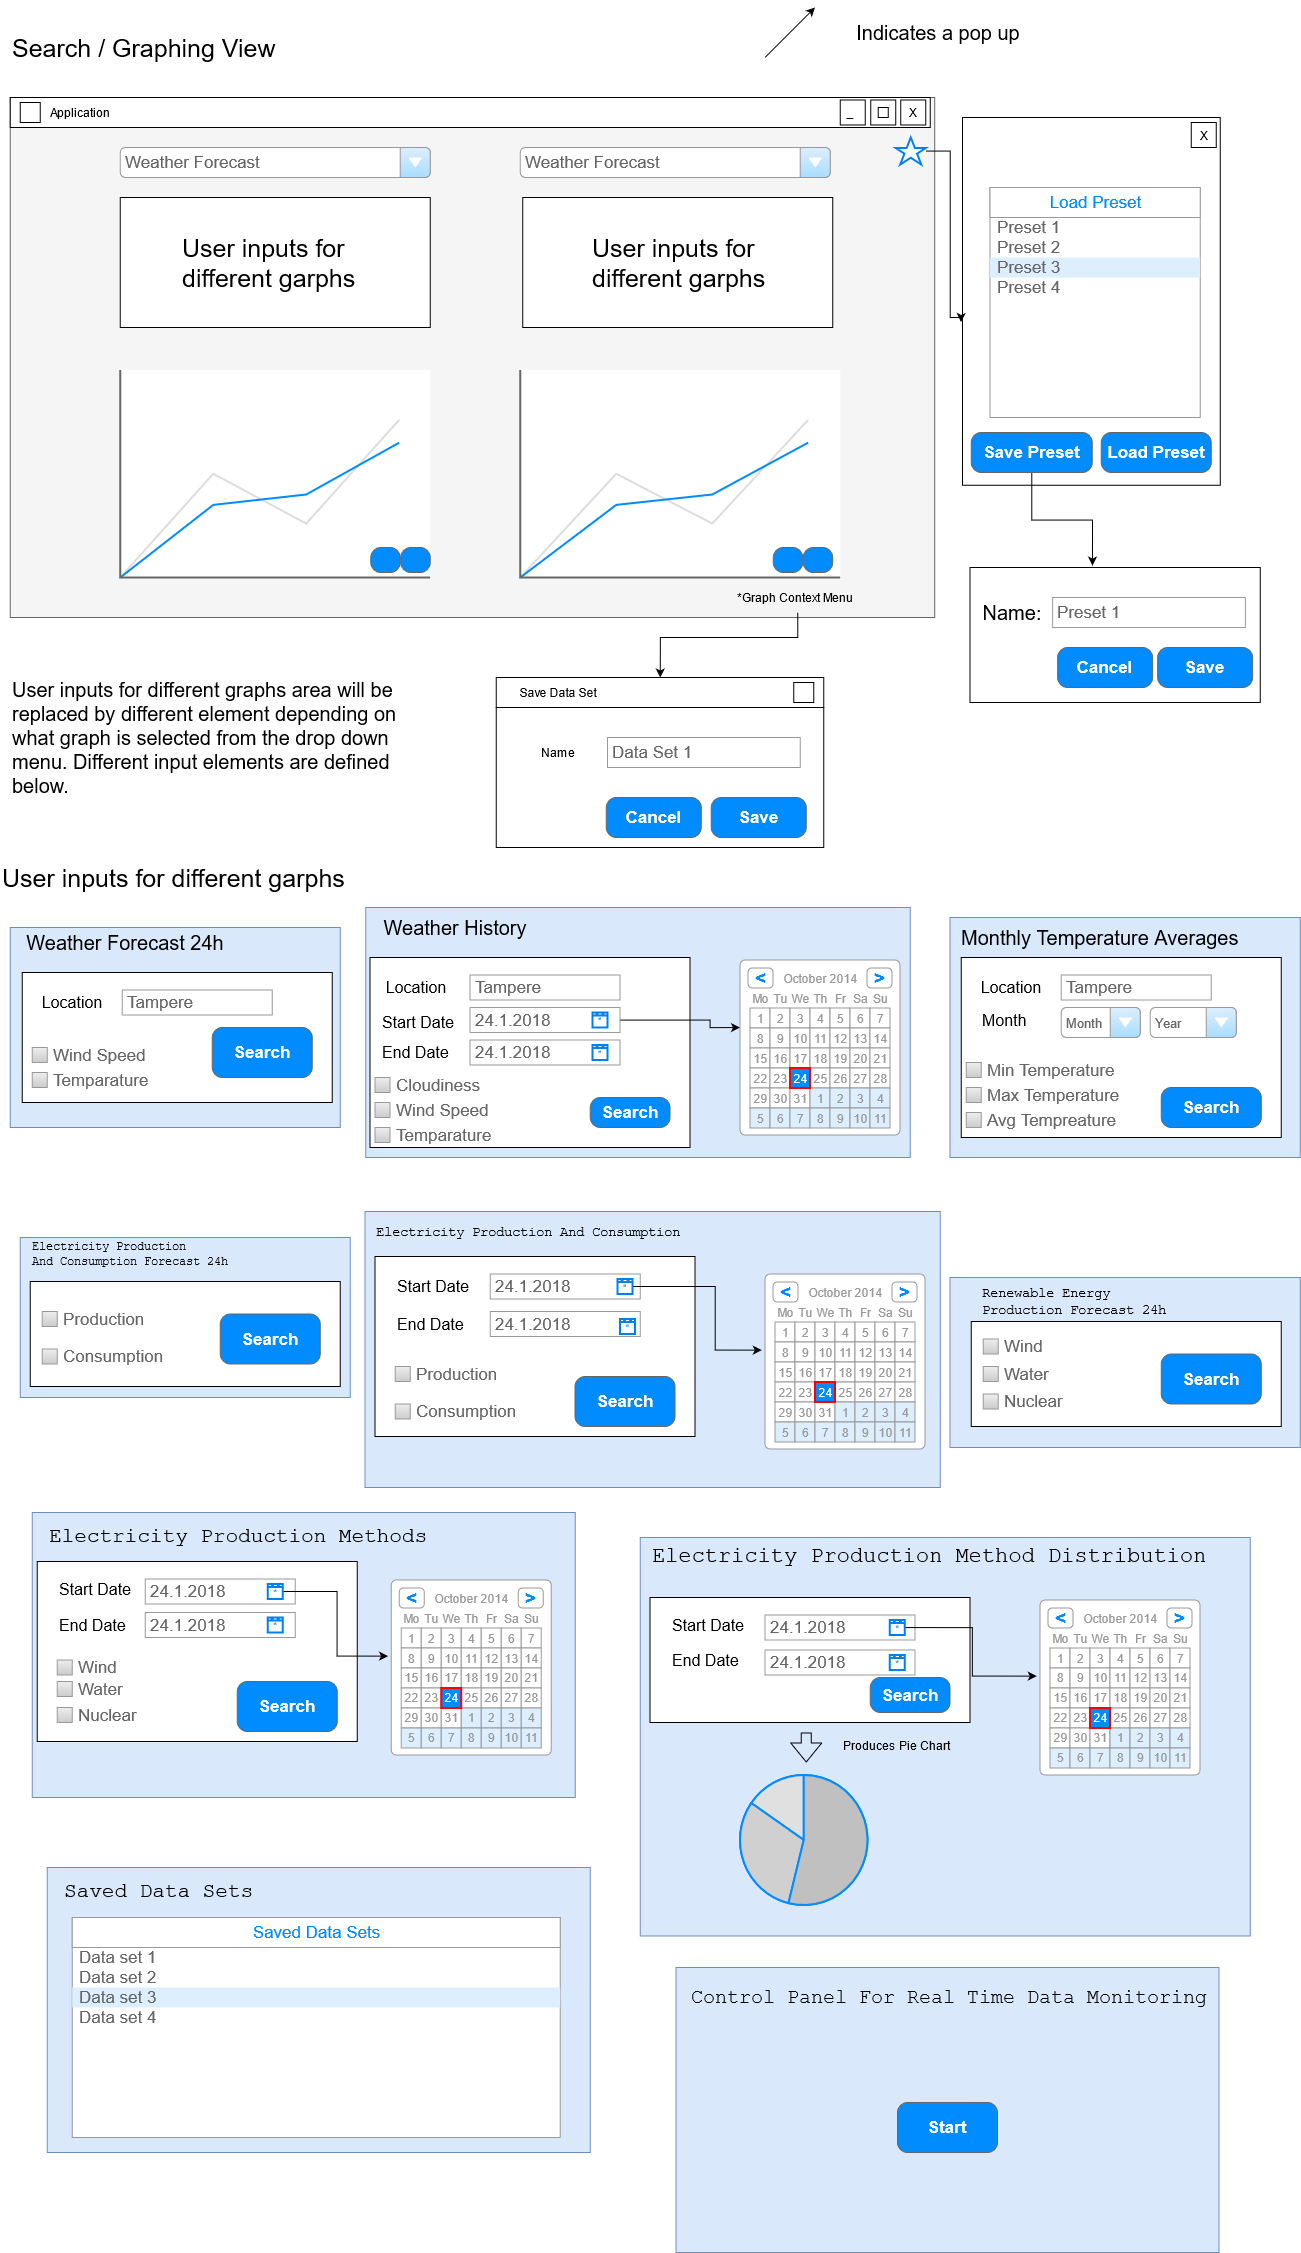 Indicates a pop up
Search / Graphing View
Application
_
X
Weather Forecast
Weather Forecast
User inputs for
different garphs
User inputs for
different garphs
*Graph Context Menu
X
Load Preset
Preset 1
Preset 2
Preset 3
Preset 4
Save Preset
Load Preset
Name:
Preset 1
Cancel
Save
Save Data Set
Name
Data Set 1
Cancel
Save
User inputs for different graphs area will be
replaced by different element depending on
what graph is selected from the drop down
menu. Different input elements are defined
below.
User inputs for different garphs
Weather Forecast 24h
Location
Tampere
Wind Speed
Temparature
Search
Weather History
Location
Tampere
Start Date
24.1.2018
End Date
24.1.2018
Cloudiness
Wind Speed
Temparature
Search
< October 2014 >
Mo Tu We Th Fr Sa Su
1 2 3 4 5 6 7
8 9 10 11 12 13 14
15 16 17 18 19 20 21
22 23 24 25 26 27 28
29 30 31 1 2 3 4
5 6 7 8 9 10 11
Monthly Temperature Averages
Location
Tampere
Month
Month
Year
Min Temperature
Max Temperature
Avg Tempreature
Search
Electricity Production
And Consumption Forecast 24h
Production
Consumption
Search
Electricity Production And Consumption
Start Date
24.1.2018
End Date
24.1.2018
Production
Consumption
Search
< October 2014 >
Mo Tu We Th Fr Sa Su
1 2 3 4 5 6 7
8 9 10 11 12 13 14
15 16 17 18 19 20 21
22 23 24 25 26 27 28
29 30 31 1 2 3 4
5 6 7 8 9 10 11
Renewable Energy
Production Forecast 24h
Wind
Water
Nuclear
Search
Electricity Production Methods
Start Date
24.1.2018
End Date
24.1.2018
Wind
Water
Nuclear
Search
< October 2014 >
Mo Tu We Th Fr Sa Su
1 2 3 4 5 6 7
8 9 10 11 12 13 14
15 16 17 18 19 20 21
22 23 24 25 26 27 28
29 30 31 1 2 3 4
5 6 7 8 9 10 11
Electricity Production Method Distribution
Start Date
24.1.2018
End Date
24.1.2018
Search
< October 2014 >
Mo Tu We Th Fr Sa Su
1 2 3 4 5 6 7
8 9 10 11 12 13 14
15 16 17 18 19 20 21
22 23 24 25 26 27 28
29 30 31 1 2 3 4
5 6 7 8 9 10 11
Produces Pie Chart
Saved Data Sets
Saved Data Sets
Data set 1
Data set 2
Data set 3
Data set 4
Control Panel For Real Time Data Monitoring
Start